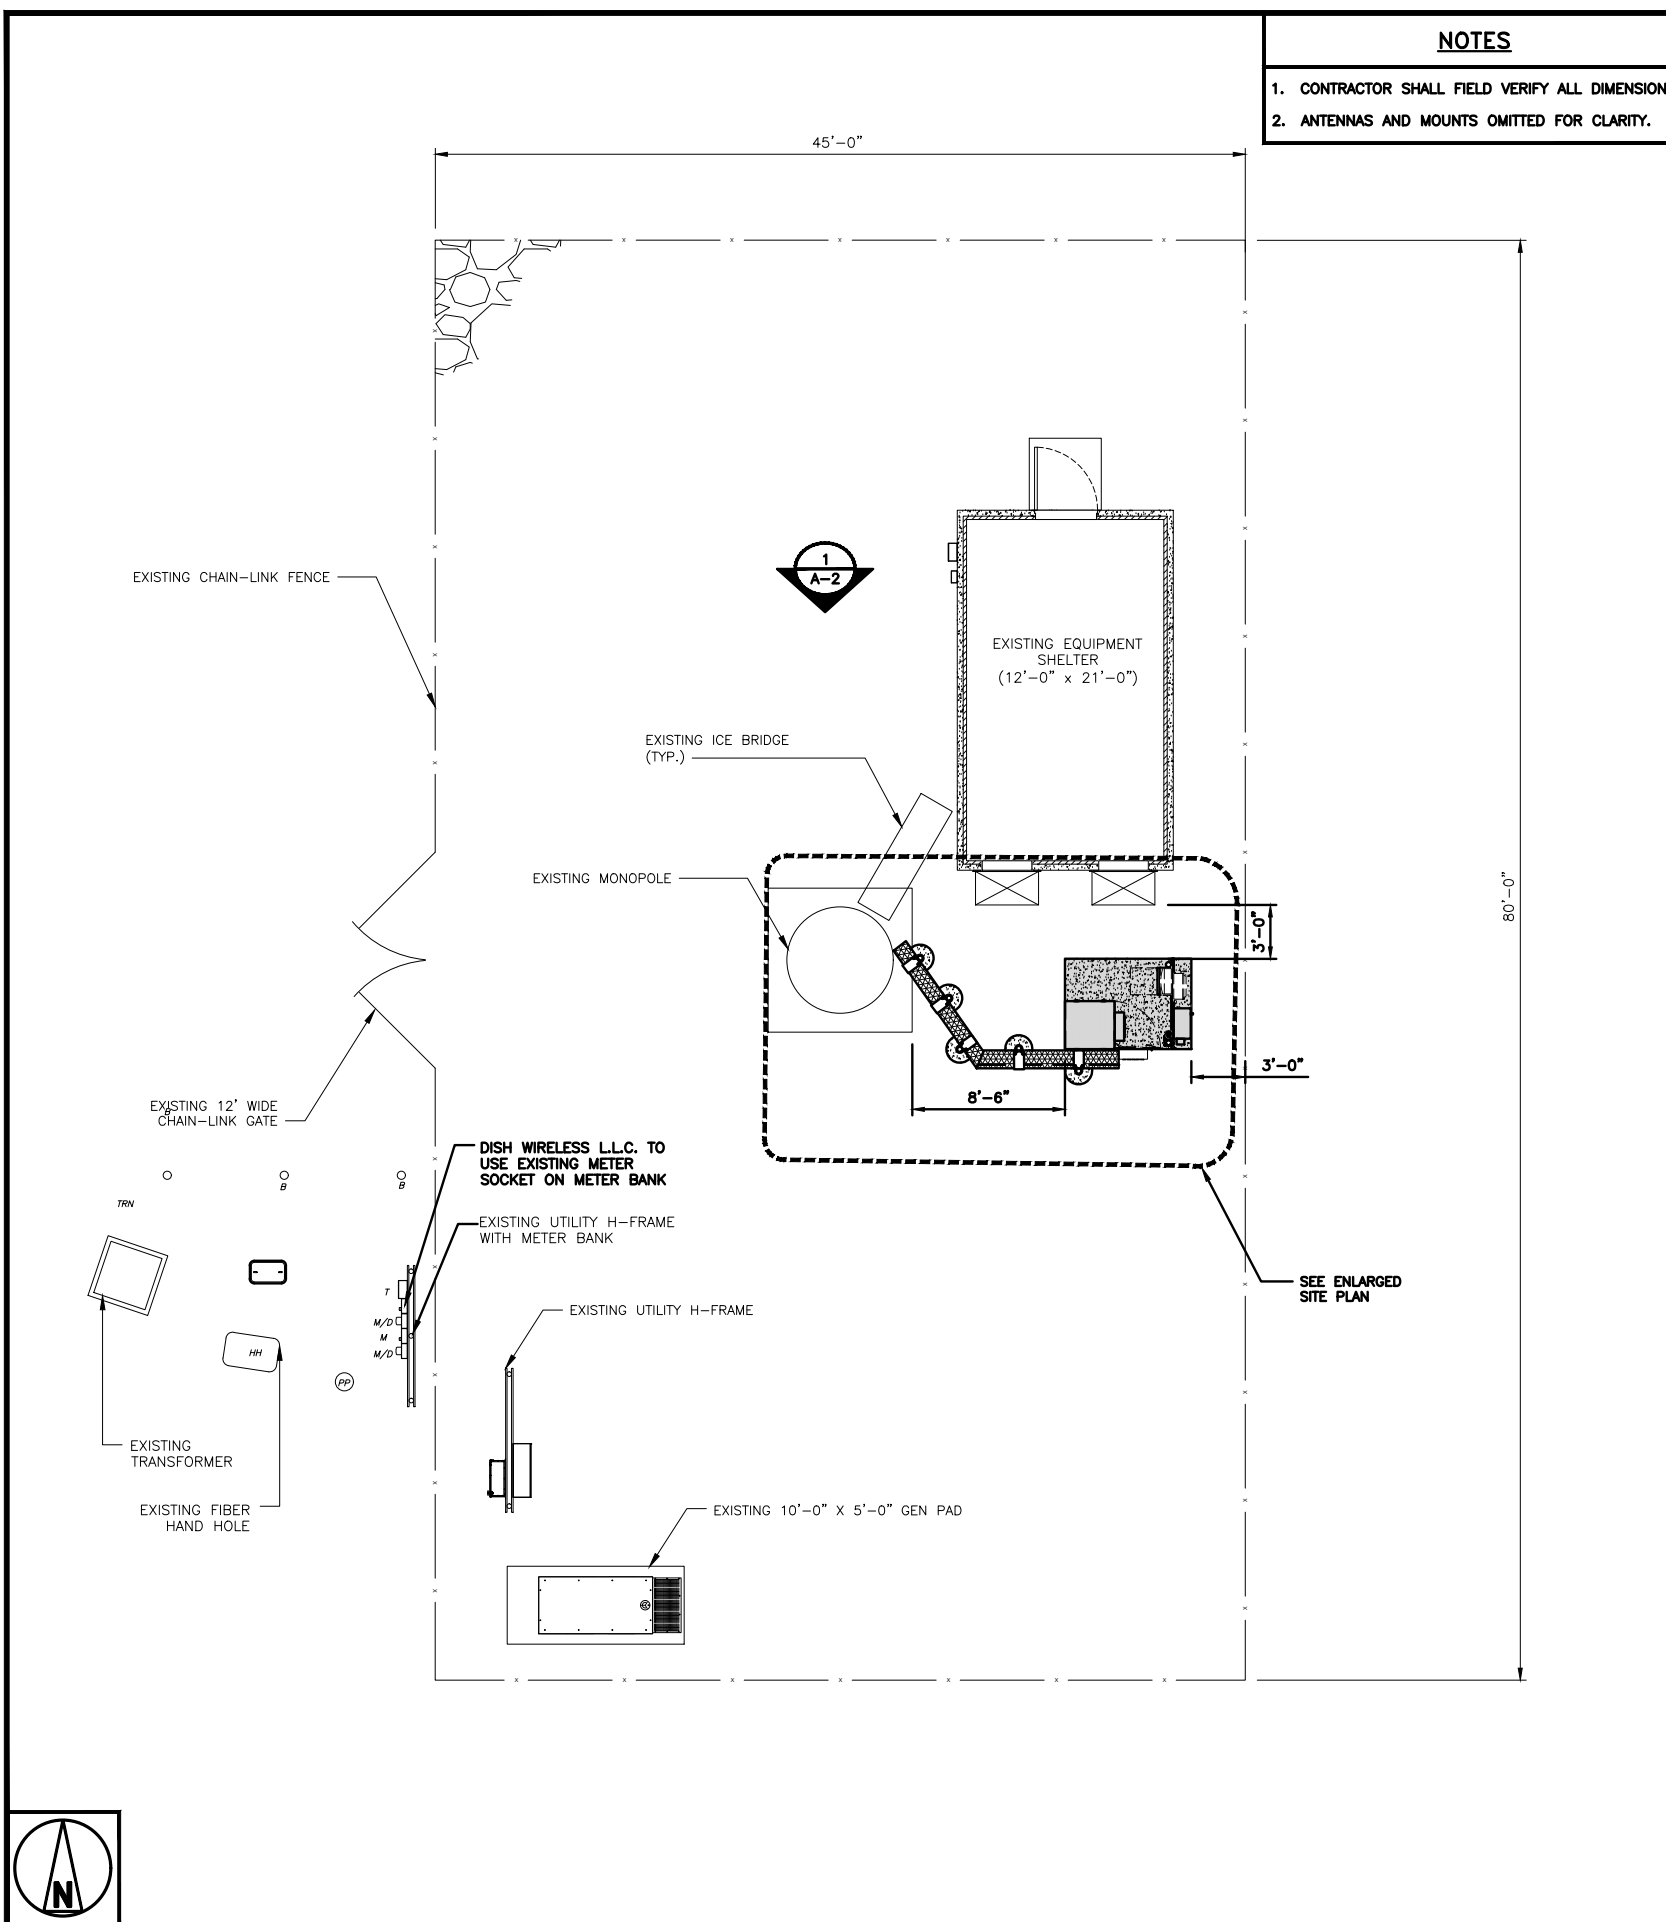 NOTES
1. CONTRACTOR SHALL FIELD VERIFY ALL DIMENSION
2. ANTENNAS AND MOUNTS OMITTED FOR CLARITY.
45'-0"
EXISTING CHAIN-LINK FENCE
1
A-2
EXISTING EQUIPMENT
SHELTER
(12'-0" x 21'-0")
EXISTING ICE BRIDGE
(TYP.)
EXISTING MONOPOLE
80'-0"
3'-0"
3'-0"
8'-6"
EXISTING 12' WIDE
CHAIN-LINK GATE
B
B
B
TRN
DISH WIRELESS L.L.C. TO
USE EXISTING METER
SOCKET ON METER BANK
EXISTING UTILITY H-FRAME
WITH METER BANK
SEE ENLARGED
SITE PLAN
T
M/D
M
M/D
EXISTING UTILITY H-FRAME
HH
PP
EXISTING
TRANSFORMER
EXISTING FIBER
HAND HOLE
EXISTING 10'-0" X 5'-0" GEN PAD
N